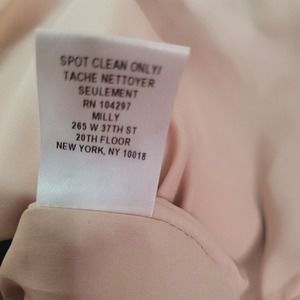 SPOT CLEAN ONLY/
TACHE NETTOYER
SEULEMENT
RN 104297
MILLY
265 W 37TH ST
20TH FLOOR
NEW YORK, NY 10018